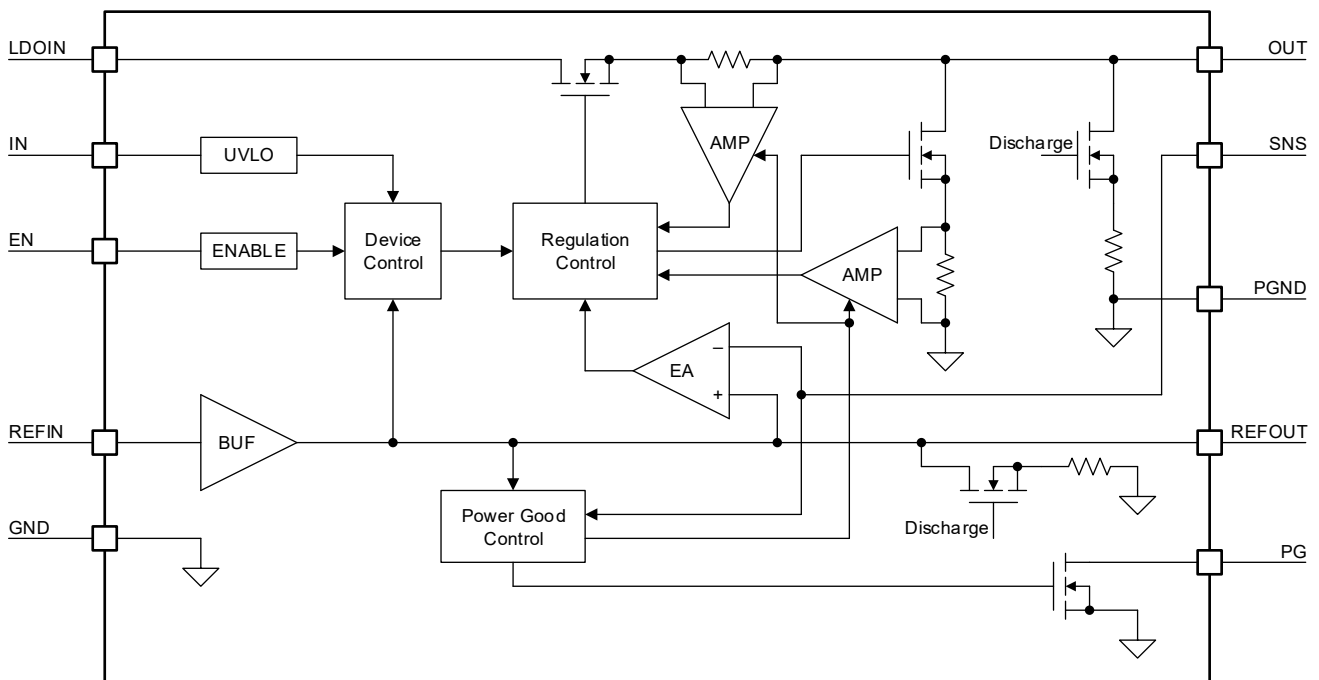 LDOIN
OUT
IN
UVLO
AMP
Discharge
SNS
EN
ENABLE
Device
Control
Regulation
Control
AMP
PGND
EA
–
+
REFIN
BUF
REFOUT
GND
Power Good
Control
Discharge
PG